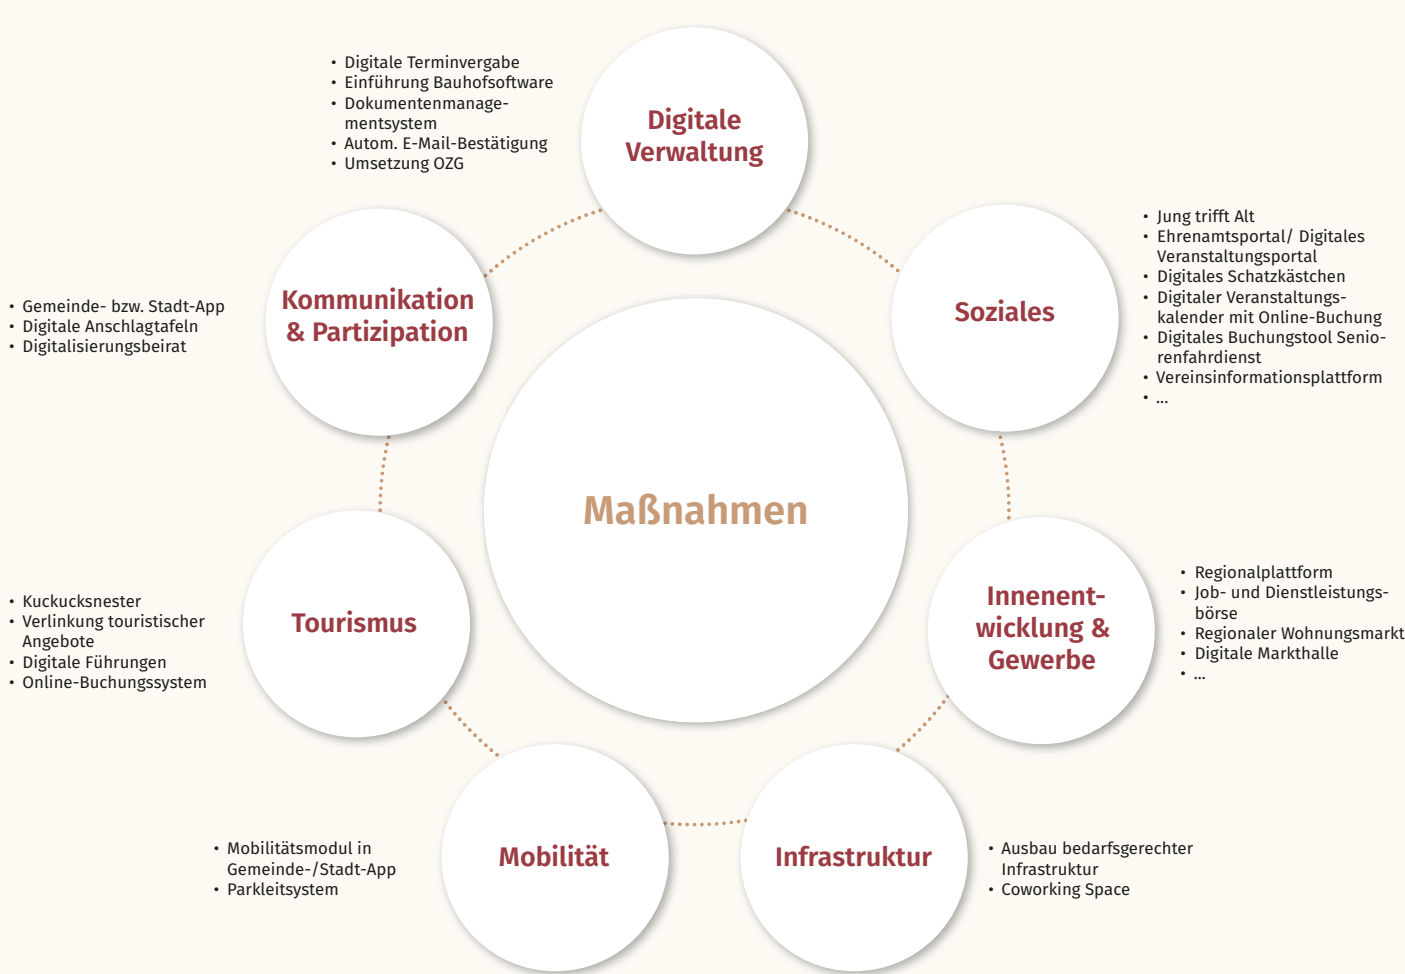 • Digitale Terminvergabe
• Einführung Bauhofsoftware
• Dokumentenmanage-
mentsystem
• Autom. E-Mail-Bestätigung
• Umsetzung OZG
Digitale
Verwaltung
• Jung trifft Alt
• Ehrenamtsportal/ Digitales
Veranstaltungsportal
• Digitales Schatzkästchen
• Digitaler Veranstaltungs-
kalender mit Online-Buchung
• Digitales Buchungstool Senio-
renfahrdienst
• Vereinsinformationsplattform
• ...
Soziales
Kommunikation
& Partizipation
• Gemeinde- bzw. Stadt-App
• Digitale Anschlagtafeln
• Digitalisierungsbeirat
Maßnahmen
Innenent-
wicklung &
Gewerbe
• Regionalplattform
• Job- und Dienstleistungs-
börse
• Regionaler Wohnungsmarkt
• Digitale Markthalle
• ...
Tourismus
• Kuckucksnester
• Verlinkung touristischer
Angebote
• Digitale Führungen
• Online-Buchungssystem
Mobilität
• Mobilitätsmodul in
Gemeinde-/Stadt-App
• Parkleitsystem
Infrastruktur
• Ausbau bedarfsgerechter
Infrastruktur
• Coworking Space